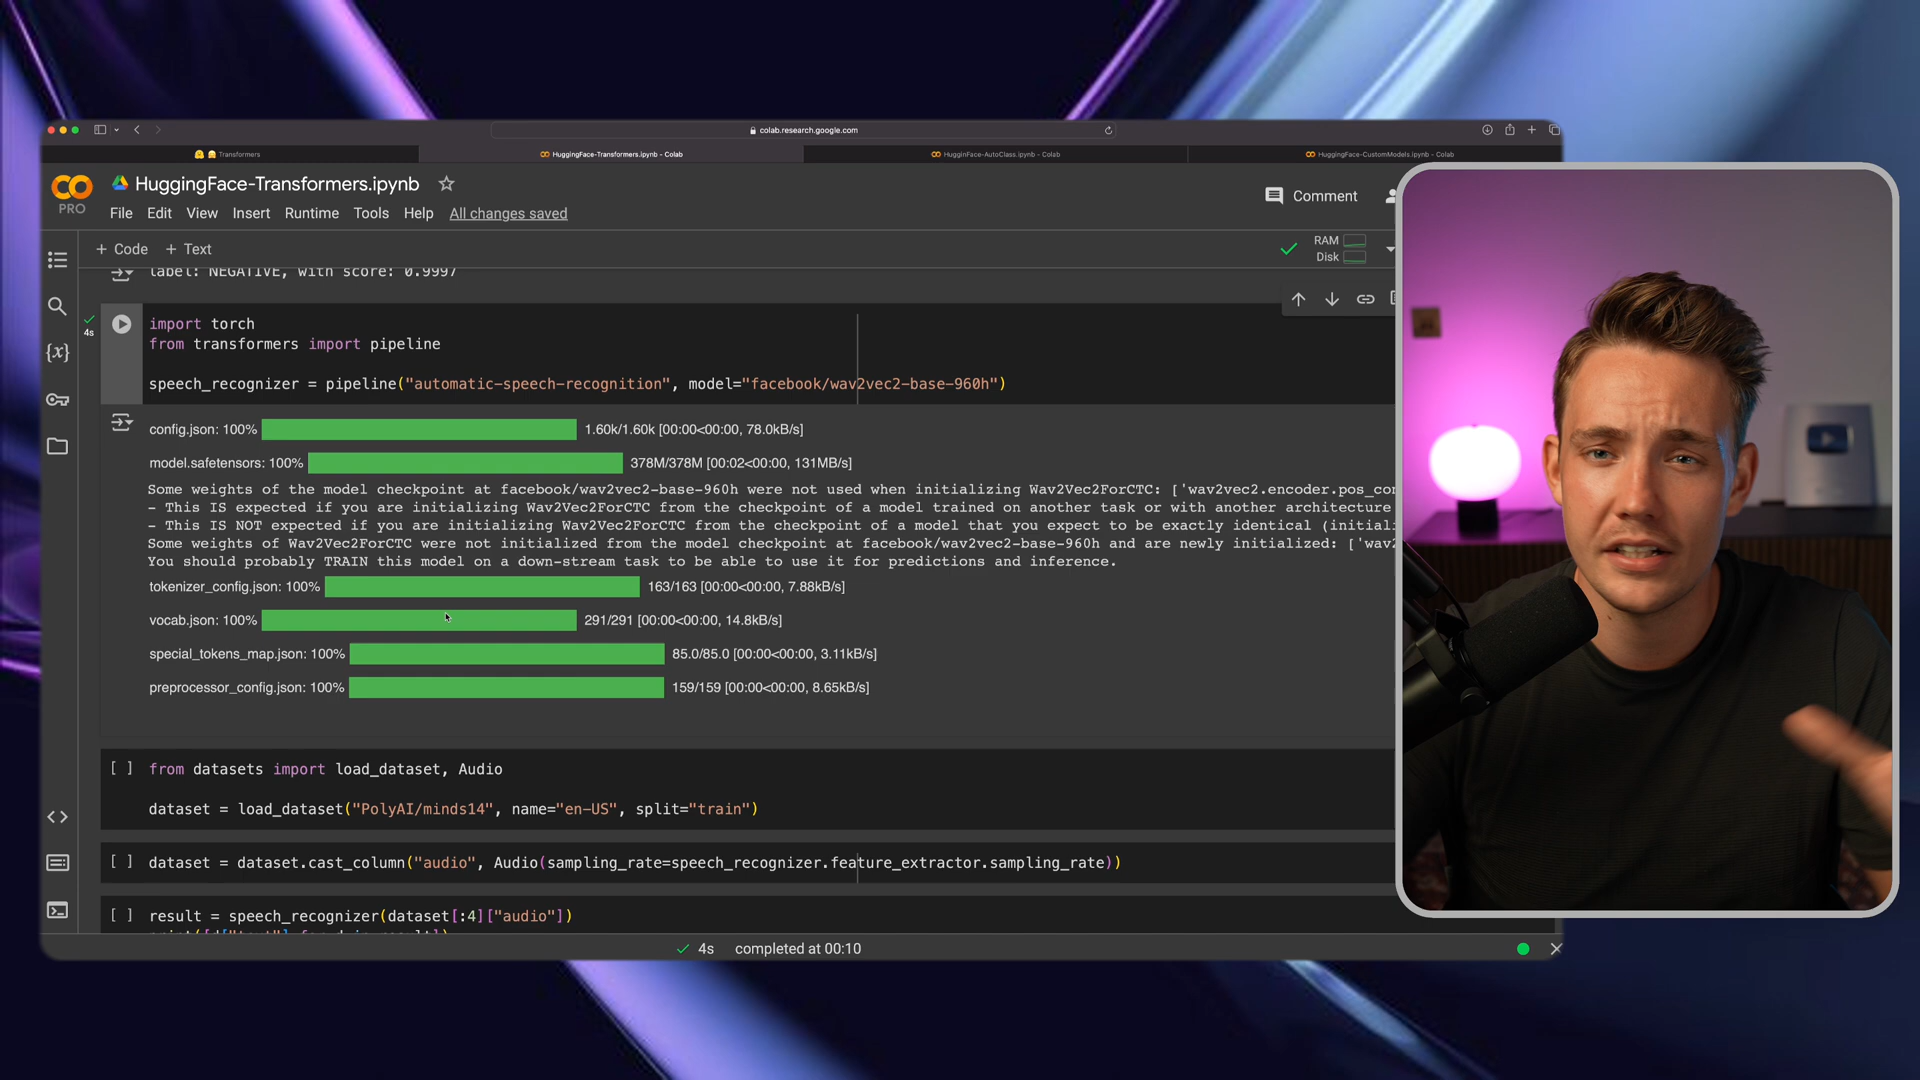 colab.research.google.com
Transformers
HuggingFace-Transformers.ipynb - Colab
HugginFace-AutoClass.ipynb - Colab
HuggingFace-CustomModels.ipynb - Colab
CO
PRO
HuggingFace-Transformers.ipynb
File Edit View Insert Runtime Tools Help All changes saved
Comment
+ Code + Text
RAM
Disk
label: NEGATIVE, with score: 0.9997
4s
import torch
from transformers import pipeline
speech_recognizer = pipeline("automatic-speech-recognition", model="facebook/wav2vec2-base-960h")
config.json: 100% 1.60k/1.60k [00:00<00:00, 78.0kB/s]
model.safetensors: 100% 378M/378M [00:02<00:00, 131MB/s]
Some weights of the model checkpoint at facebook/wav2vec2-base-960h were not used when initializing Wav2Vec2ForCTC: ['wav2vec2.encoder.pos_con
- This IS expected if you are initializing Wav2Vec2ForCTC from the checkpoint of a model trained on another task or with another architecture
- This IS NOT expected if you are initializing Wav2Vec2ForCTC from the checkpoint of a model that you expect to be exactly identical (initiali
Some weights of Wav2Vec2ForCTC were not initialized from the model checkpoint at facebook/wav2vec2-base-960h and are newly initialized: ['wav2
You should probably TRAIN this model on a down-stream task to be able to use it for predictions and inference.
tokenizer_config.json: 100% 163/163 [00:00<00:00, 7.88kB/s]
vocab.json: 100% 291/291 [00:00<00:00, 14.8kB/s]
special_tokens_map.json: 100% 85.0/85.0 [00:00<00:00, 3.11kB/s]
preprocessor_config.json: 100% 159/159 [00:00<00:00, 8.65kB/s]
[ ] from datasets import load_dataset, Audio
dataset = load_dataset("PolyAI/minds14", name="en-US", split="train")
[ ] dataset = dataset.cast_column("audio", Audio(sampling_rate=speech_recognizer.feature_extractor.sampling_rate))
[ ] result = speech_recognizer(dataset[:4]["audio"])
4s completed at 00:10